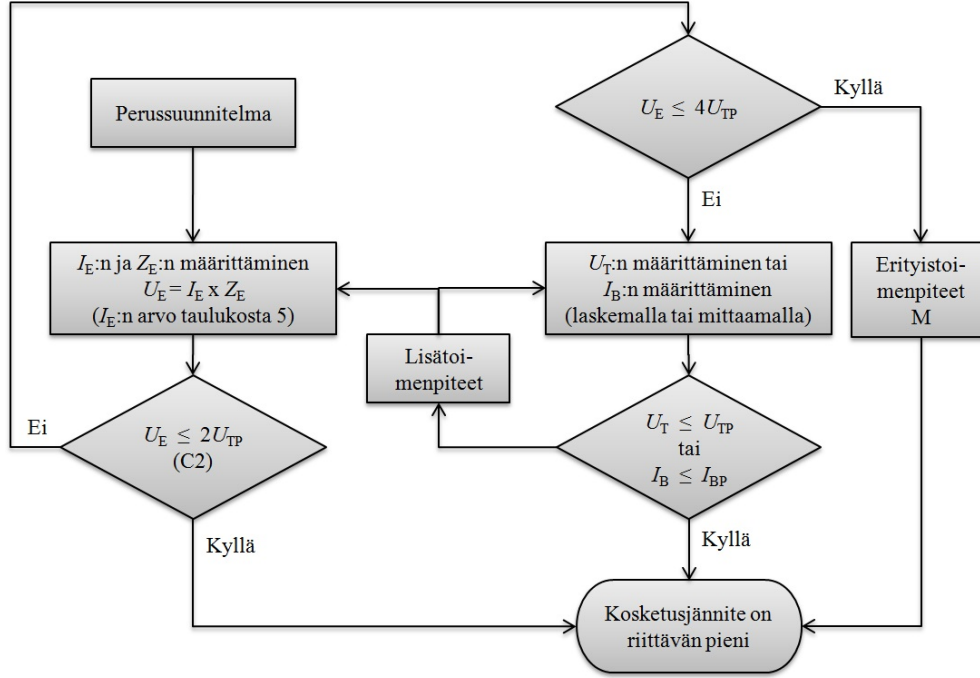 Perussuunnitelma
I_E:n ja Z_E:n määrittäminen
U_E = I_E x Z_E
(I_E:n arvo taulukosta 5)
Ei
U_E ≤ 2U_TP
(C2)
Kyllä
Lisätoi-
menpiteet
U_E ≤ 4U_TP
Kyllä
Ei
U_T:n määrittäminen tai
I_B:n määrittäminen
(laskemalla tai mittaamalla)
Erityistoi-
menpiteet
M
U_T ≤ U_TP
tai
I_B ≤ I_BP
Kyllä
Kosketusjännite on
riittävän pieni